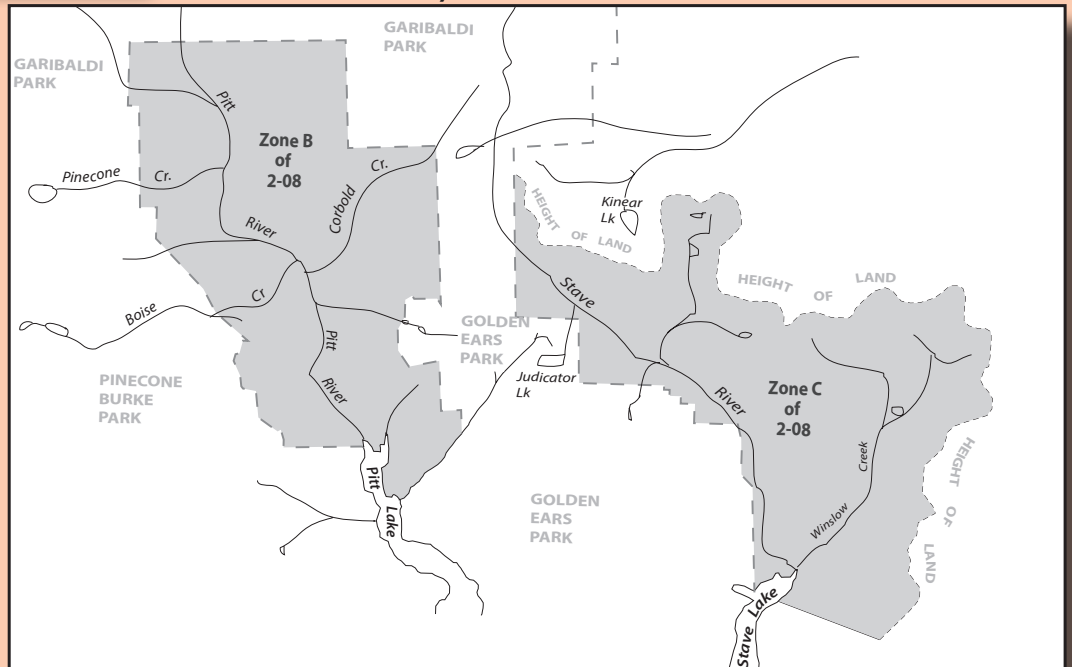 GARIBALDI
PARK
GARIBALDI
PARK
Pitt
Zone B
of
2-08
Pinecone Cr.
Corbold Cr.
River
Boise Cr
Pitt
River
PINECONE
BURKE
PARK
Pitt
Lake
HEIGHT OF LAND
Kinear
Lk
Stave
River
GOLDEN
EARS
PARK
Judicator
Lk
HEIGHT OF LAND
Zone C
of
2-08
Winslow Creek
HEIGHT OF LAND
GOLDEN
EARS
PARK
Stave Lake